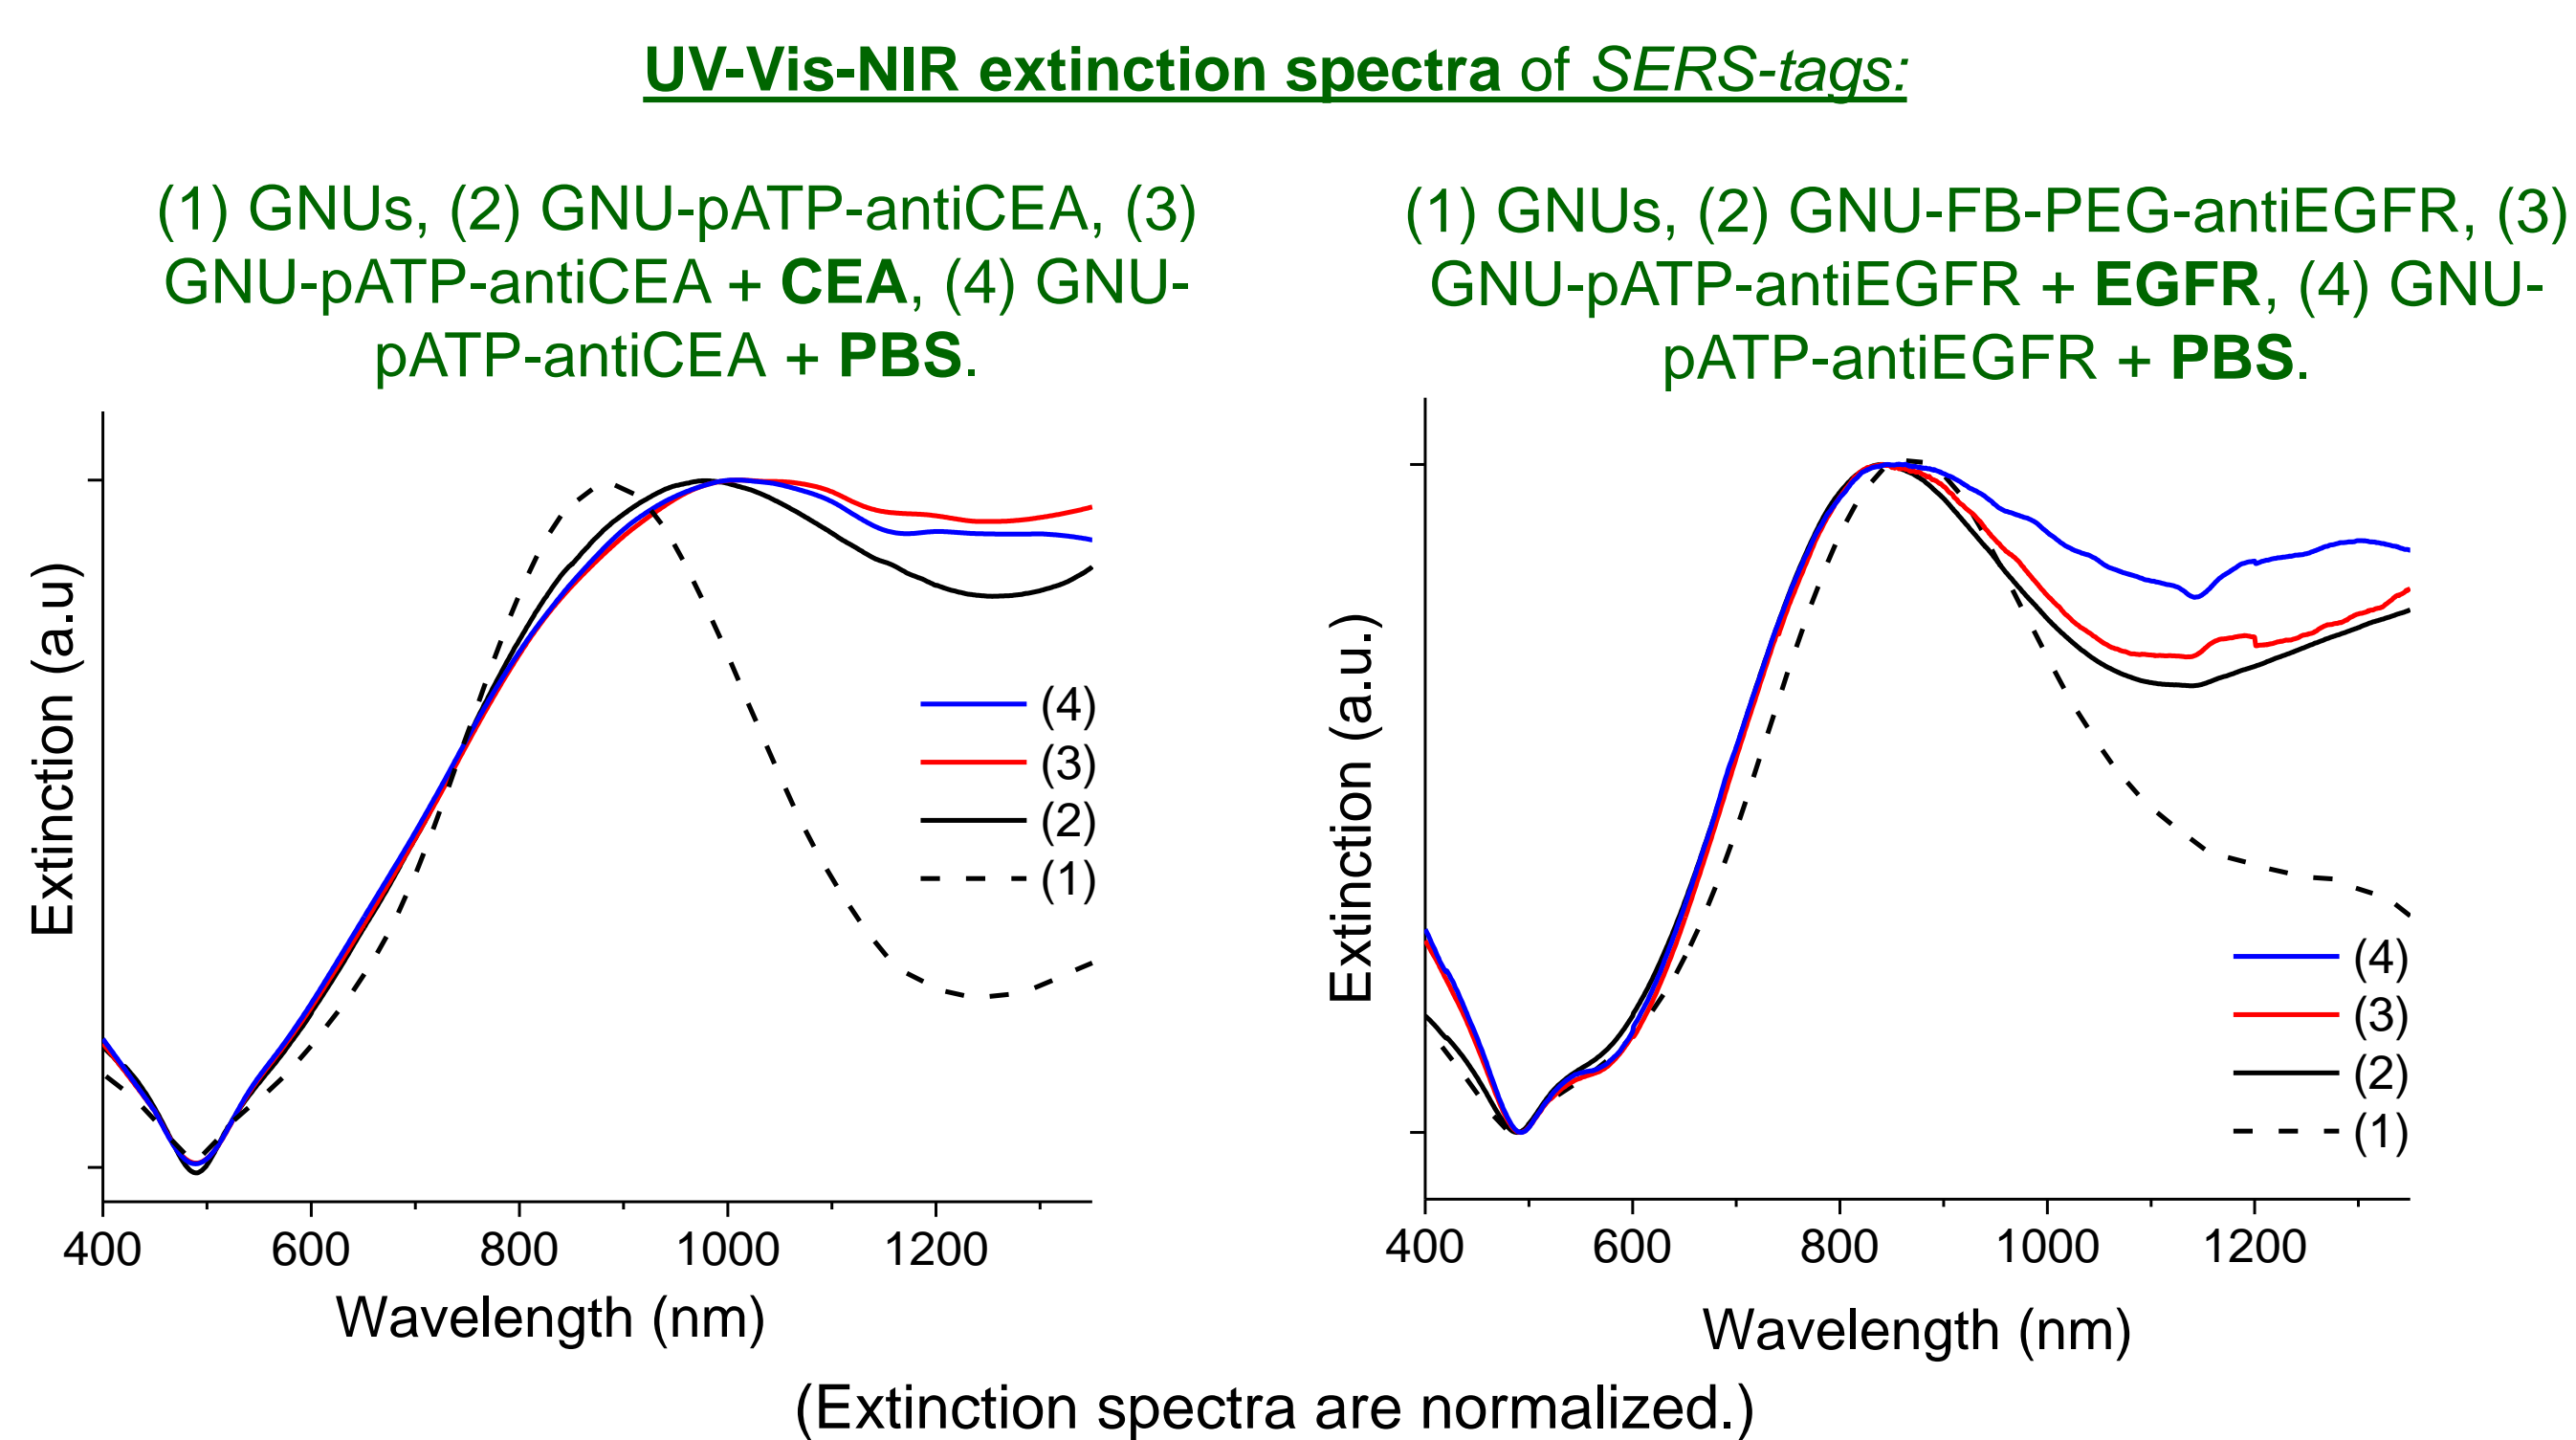 UV-Vis-NIR extinction spectra of SERS-tags:
(1) GNUs, (2) GNU-pATP-antiCEA, (3)
GNU-pATP-antiCEA + CEA, (4) GNU-
pATP-antiCEA + PBS.
(1) GNUs, (2) GNU-FB-PEG-antiEGFR, (3)
GNU-pATP-antiEGFR + EGFR, (4) GNU-
pATP-antiEGFR + PBS.
Extinction (a.u)
(4)
(3)
(2)
(1)
400 600 800 1000 1200
Wavelength (nm)
Extinction (a.u.)
(4)
(3)
(2)
(1)
400 600 800 1000 1200
Wavelength (nm)
(Extinction spectra are normalized.)